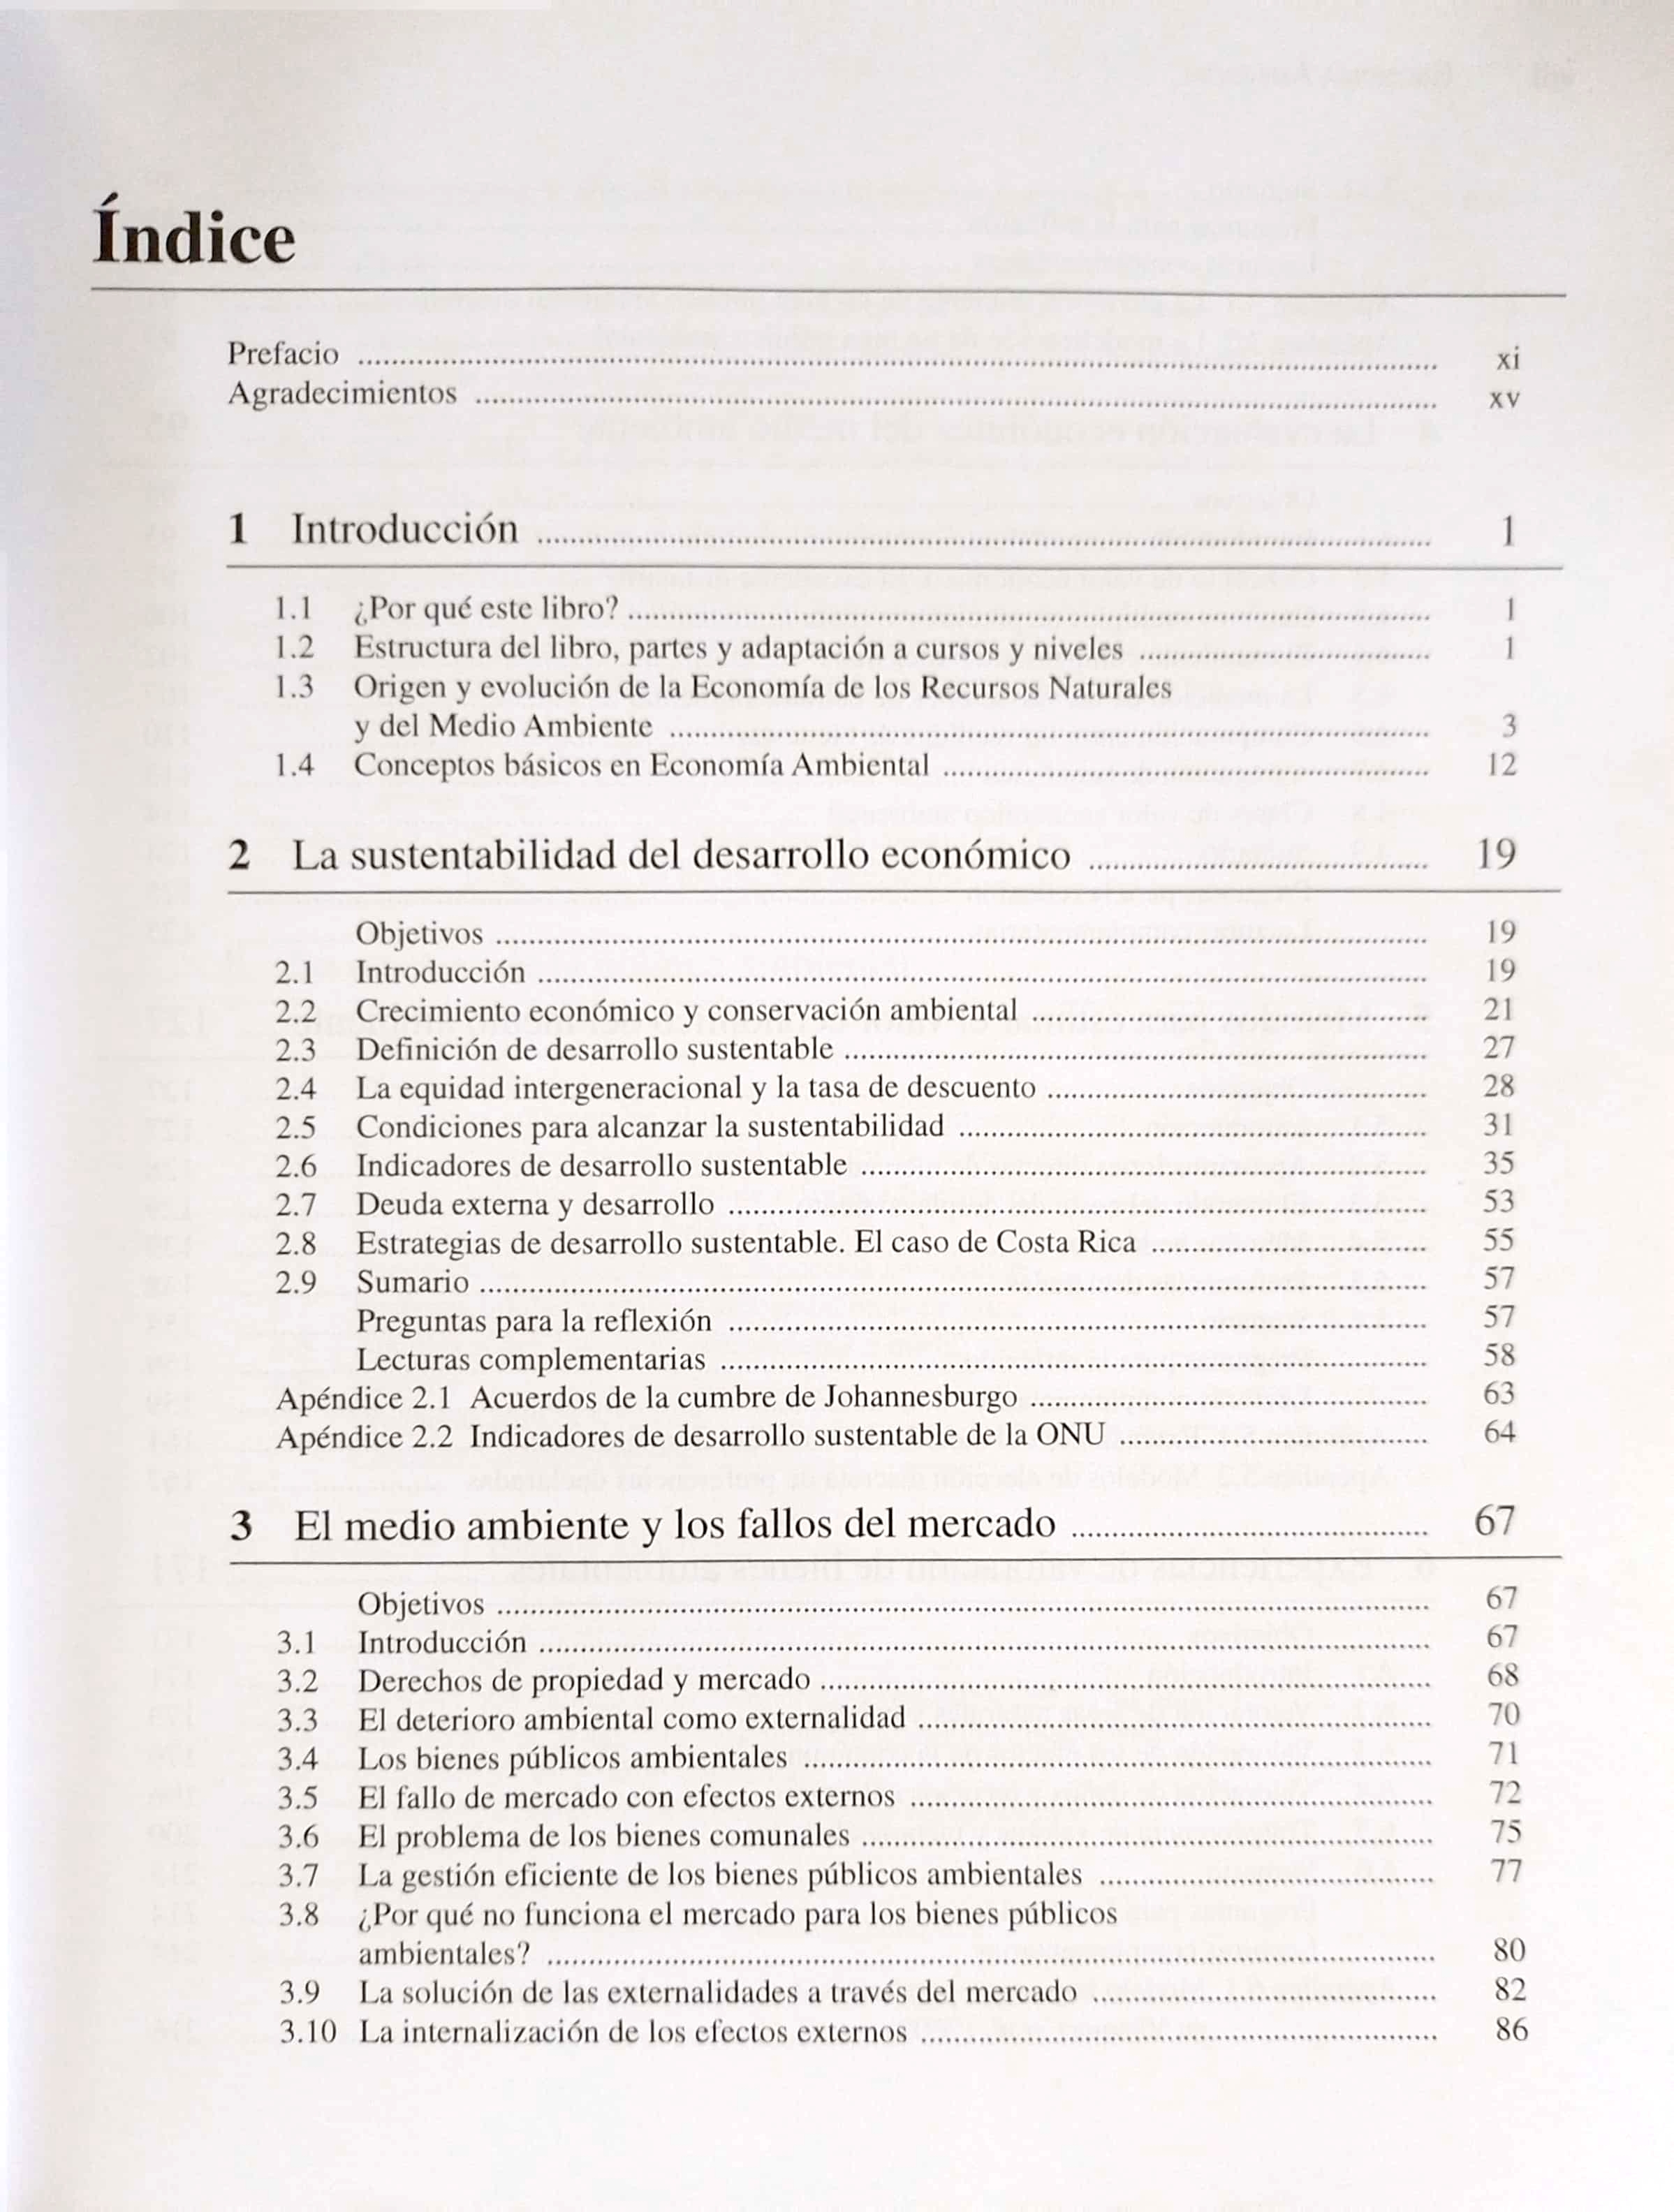 Índice
Prefacio ........ xi
Agradecimientos ........ xv
1 Introducción ........ 1
1.1 ¿Por qué este libro? ........ 1
1.2 Estructura del libro, partes y adaptación a cursos y niveles ........ 1
1.3 Origen y evolución de la Economía de los Recursos Naturales
y del Medio Ambiente ........ 3
1.4 Conceptos básicos en Economía Ambiental ........ 12
2 La sustentabilidad del desarrollo económico ........ 19
Objetivos ........ 19
2.1 Introducción ........ 19
2.2 Crecimiento económico y conservación ambiental ........ 21
2.3 Definición de desarrollo sustentable ........ 27
2.4 La equidad intergeneracional y la tasa de descuento ........ 28
2.5 Condiciones para alcanzar la sustentabilidad ........ 31
2.6 Indicadores de desarrollo sustentable ........ 35
2.7 Deuda externa y desarrollo ........ 53
2.8 Estrategias de desarrollo sustentable. El caso de Costa Rica ........ 55
2.9 Sumario ........ 57
Preguntas para la reflexión ........ 57
Lecturas complementarias ........ 58
Apéndice 2.1 Acuerdos de la cumbre de Johannesburgo ........ 63
Apéndice 2.2 Indicadores de desarrollo sustentable de la ONU ........ 64
3 El medio ambiente y los fallos del mercado ........ 67
Objetivos ........ 67
3.1 Introducción ........ 67
3.2 Derechos de propiedad y mercado ........ 68
3.3 El deterioro ambiental como externalidad ........ 70
3.4 Los bienes públicos ambientales ........ 71
3.5 El fallo de mercado con efectos externos ........ 72
3.6 El problema de los bienes comunales ........ 75
3.7 La gestión eficiente de los bienes públicos ambientales ........ 77
3.8 ¿Por qué no funciona el mercado para los bienes públicos
ambientales? ........ 80
3.9 La solución de las externalidades a través del mercado ........ 82
3.10 La internalización de los efectos externos ........ 86